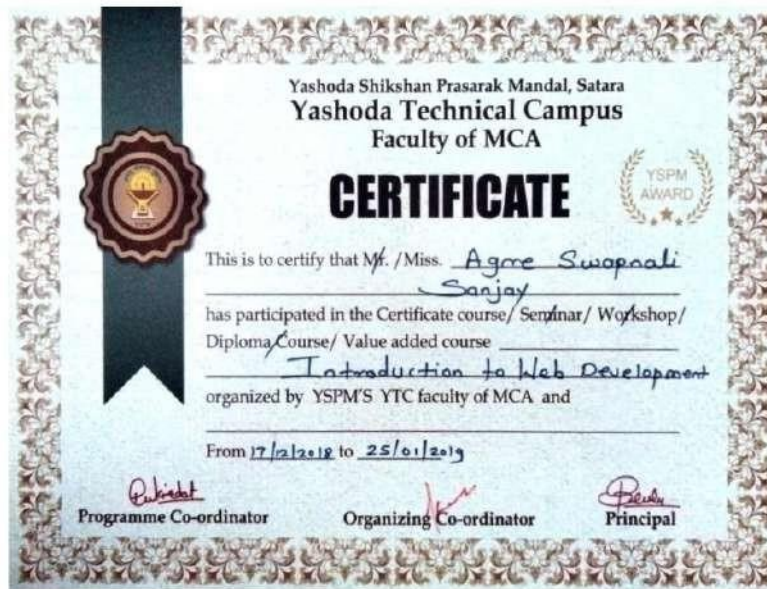 Yashoda Shikshan Prasarak Mandal, Satara
Yashoda Technical Campus
Faculty of MCA
CERTIFICATE
YSPM
AWARD
This is to certify that Mr. /Miss. Agme Swapnali
Sanjay
has participated in the Certificate course/ Seminar/ Workshop/
Diploma Course/ Value added course
Introduction to Web Development
organized by YSPM'S YTC faculty of MCA and
From 17/12/2018 to 25/01/2019
Programme Co-ordinator Organizing Co-ordinator Principal